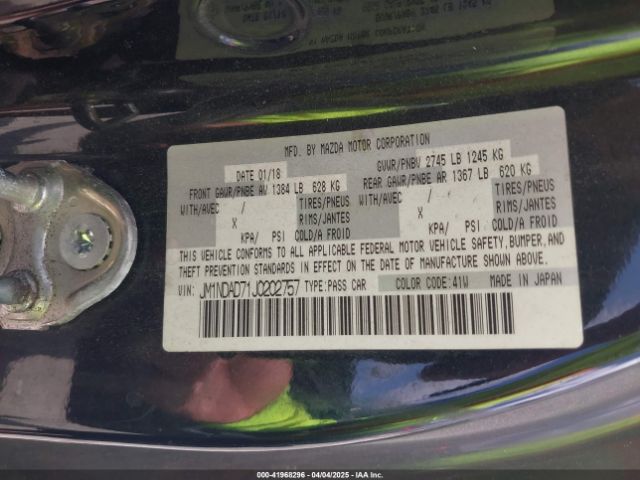 MFD. BY MAZDA MOTOR CORPORATION
DATE 01/18
GVWR/PNBV 2745 LB 1245 KG
FRONT GAWR/PNBE AV 1384 LB 628 KG
REAR GAWR/PNBE AR 1367 LB 620 KG
WITH/AVEC / TIRES/PNEUS WITH/AVEC / TIRES/PNEUS
X RIMS/JANTES X RIMS/JANTES
KPA/ PSI COLD/A FROID KPA/ PSI COLD/A FROID
THIS VEHICLE CONFORMS TO ALL APPLICABLE FEDERAL MOTOR VEHICLE SAFETY, BUMPER, AND
THEFT PREVENTION STANDARDS IN EFFECT ON THE DATE OF MANUFACTURE SHOWN ABOVE.
VIN: JM1NDAD71J0202757 TYPE: PASS CAR COLOR CODE: 41W MADE IN JAPAN
000-41968296 - 04/04/2025 - IAAI.COM